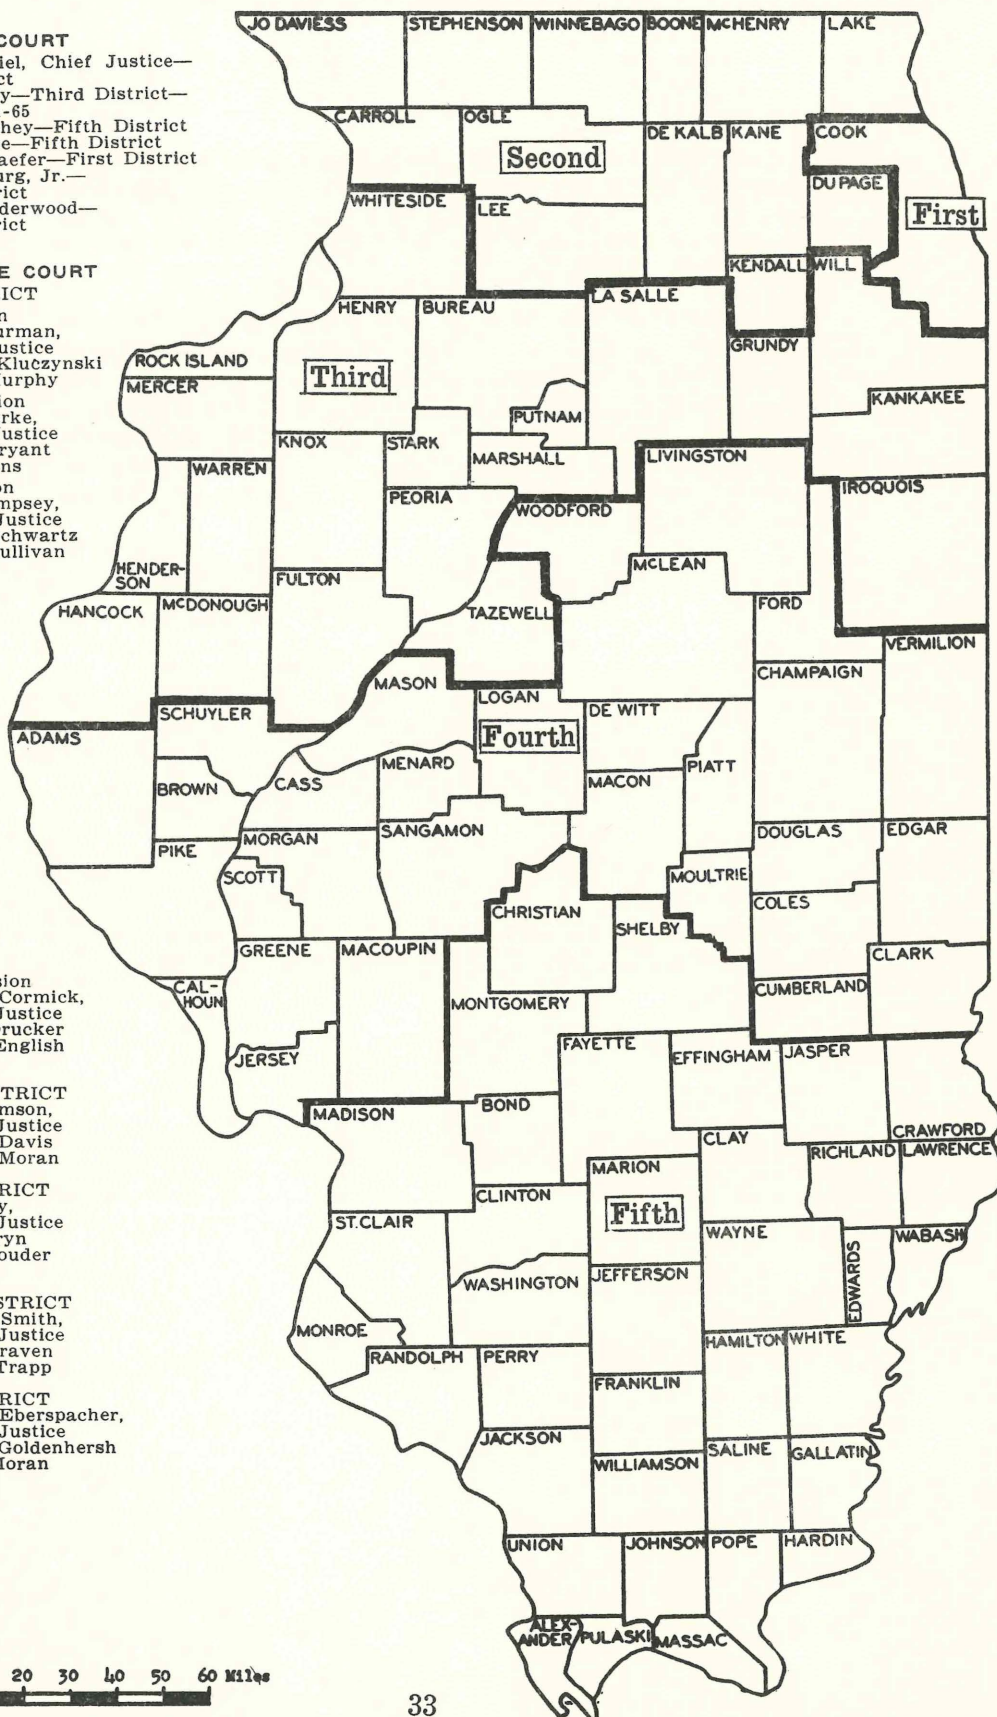 COURT
iel, Chief Justice—
ct
y—Third District—
-65
hey—Fifth District
e—Fifth District
aefer—First District
urg, Jr.—
rict
derwood—
rict
E COURT
ICT
n
urman,
ustice
Kluczynski
Murphy
ion
rke,
Justice
ryant
ns
on
mpsey,
Justice
chwartz
ullivan
sion
Cormick,
Justice
Drucker
English
TRICT
mson,
Justice
Davis
Moran
RICT
y,
Justice
ryn
ouder
STRICT
Smith,
Justice
raven
Trapp
RICT
Eberspacher,
Justice
Goldenhersh
Moran
JO DAVIESS
STEPHENSON
WINNEBAGO
BOONE
McHENRY
LAKE
CARROLL
OGLE
DE KALB
KANE
COOK
Second
DU PAGE
WHITESIDE
LEE
First
KENDALL
WILL
HENRY
BUREAU
LA SALLE
GRUNDY
ROCK ISLAND
Third
MERCER
PUTNAM
KANKAKEE
KNOX
STARK
MARSHALL
LIVINGSTON
WARREN
PEORIA
WOODFORD
IROQUOIS
HENDER-
SON
FULTON
McLEAN
HANCOCK
McDONOUGH
TAZEWELL
FORD
VERMILION
MASON
CHAMPAIGN
LOGAN
SCHUYLER
DE WITT
ADAMS
Fourth
MENARD
PIATT
BROWN
CASS
MACON
PIKE
MORGAN
SANGAMON
DOUGLAS
EDGAR
SCOTT
MOULTRIE
CHRISTIAN
COLES
SHELBY
GREENE
MACOUPIN
CLARK
CAL-
HOUN
MONTGOMERY
CUMBERLAND
JERSEY
FAYETTE
EFFINGHAM
JASPER
MADISON
BOND
CRAWFORD
CLAY
RICHLAND
LAWRENCE
MARION
CLINTON
Fifth
ST. CLAIR
WAYNE
WABASH
EDWARDS
WASHINGTON
JEFFERSON
MONROE
HAMILTON
WHITE
RANDOLPH
PERRY
FRANKLIN
JACKSON
SALINE
GALLATIN
WILLIAMSON
UNION
JOHNSON
POPE
HARDIN
ALEX-
ANDER
PULASKI
MASSAC
20 30 40 50 60 Miles
33